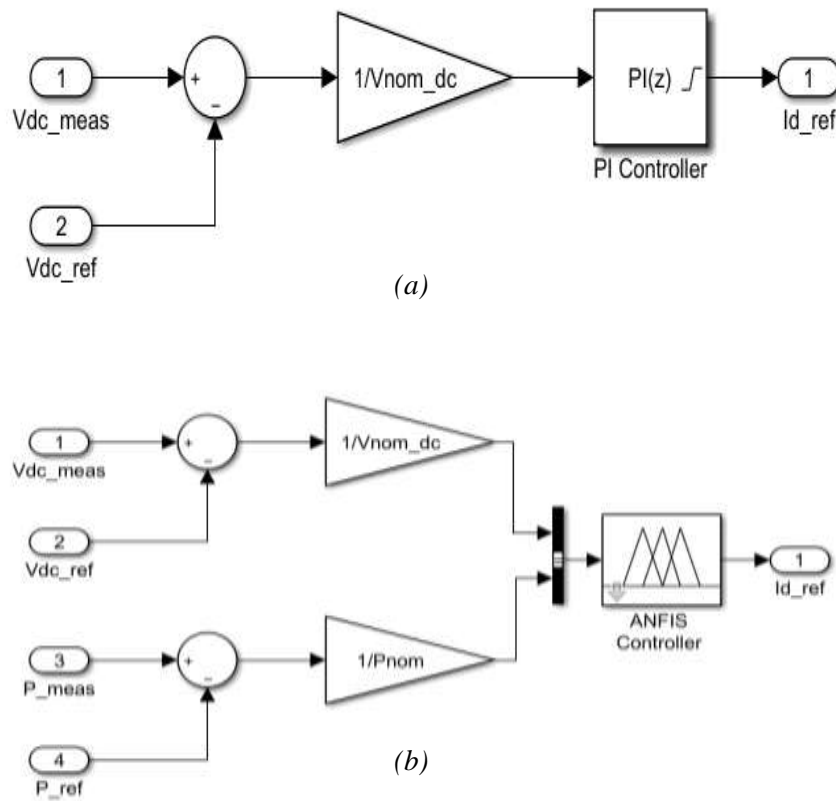 1
Vdc_meas
+
−
1/Vnom_dc
PI(z)
PI Controller
1
Id_ref
2
Vdc_ref
(a)
1
Vdc_meas
+
−
1/Vnom_dc
2
Vdc_ref
ANFIS
Controller
1
Id_ref
3
P_meas
+
−
1/Pnom
4
P_ref
(b)